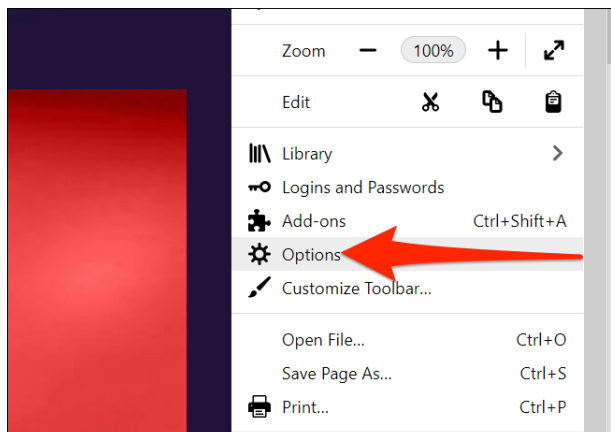 Zoom 100%
Edit
Library
Logins and Passwords
Add-ons Ctrl+Shift+A
Options
Customize Toolbar...
Open File... Ctrl+O
Save Page As... Ctrl+S
Print... Ctrl+P